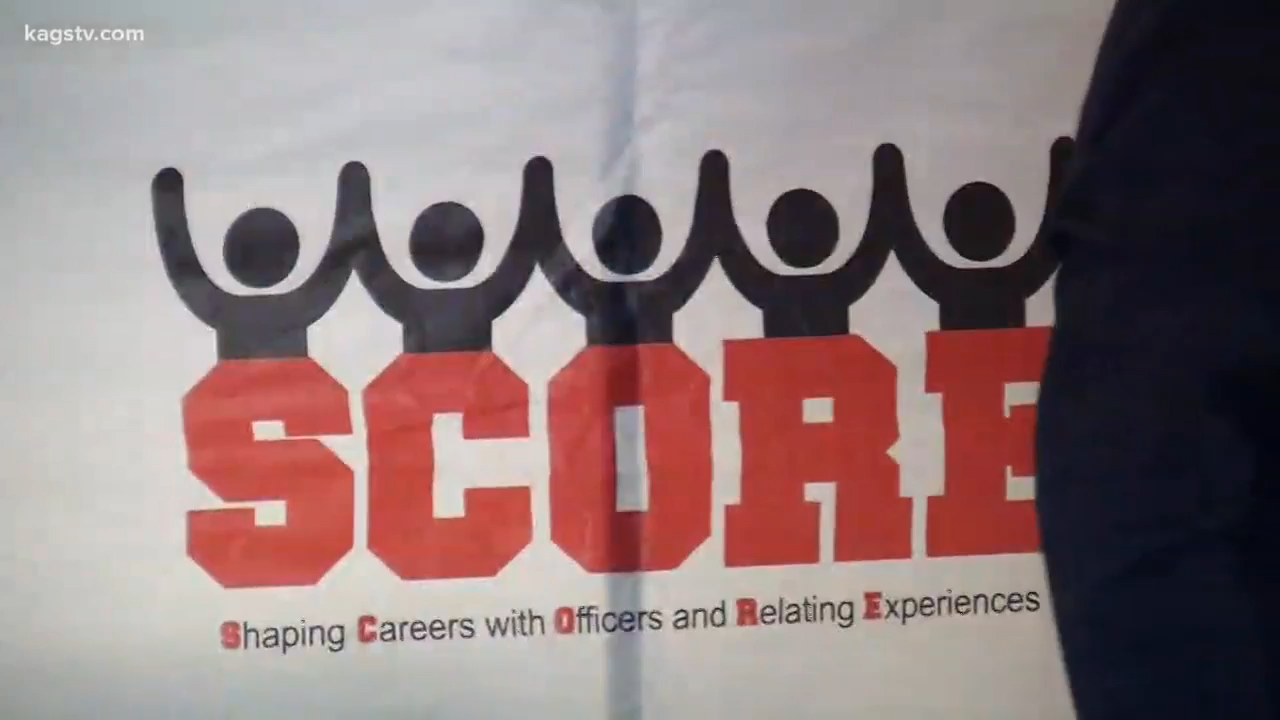 kagstv.com
SCORE
Shaping Careers with Officers and Relating Experiences